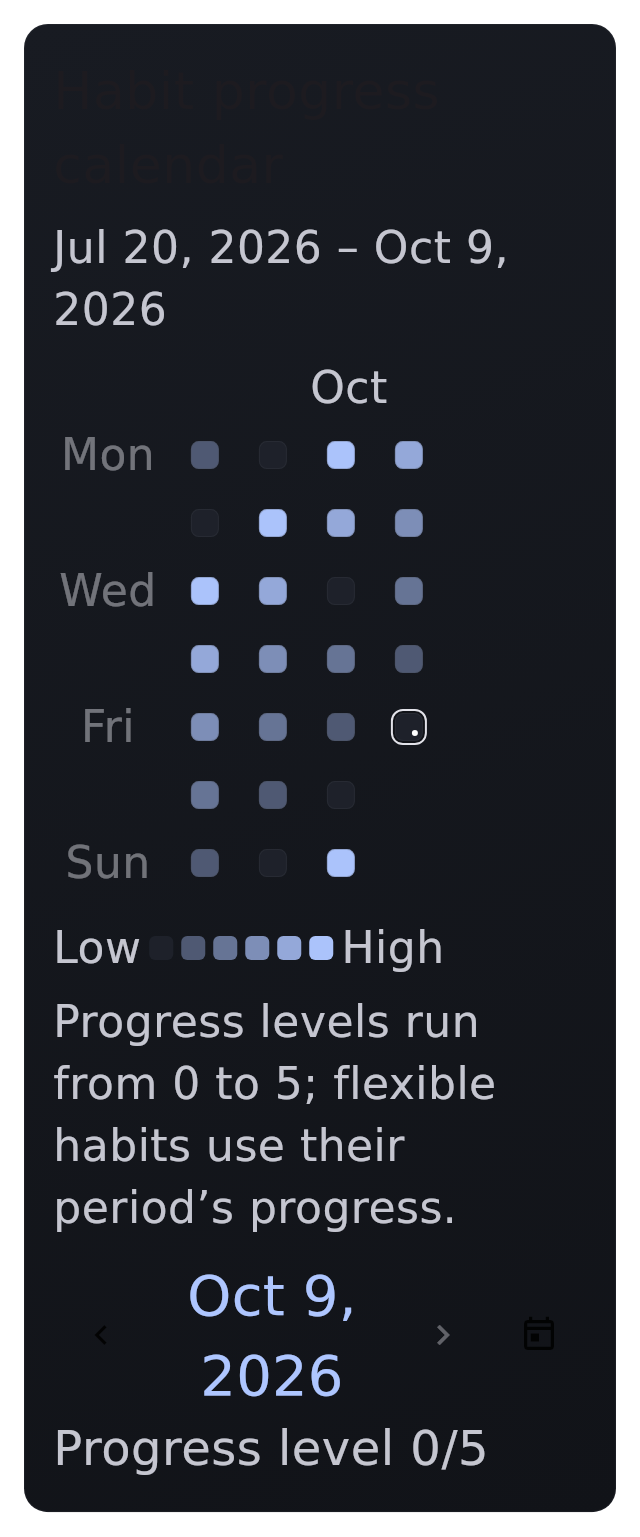 Habit progress
calendar
Jul 20, 2026 – Oct 9,
2026
Oct
Mon
Wed
Fri
Sun
Low High
Progress levels run
from 0 to 5; flexible
habits use their
period’s progress.
Oct 9,
2026
Progress level 0/5